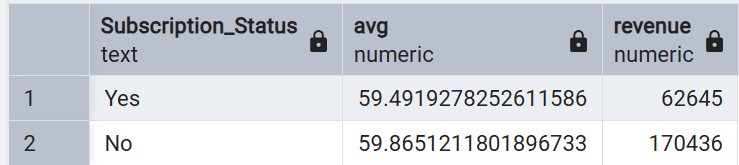 Subscription_Status avg revenue
text numeric numeric
1 Yes 59.4919278252611586 62645
2 No 59.8651211801896733 170436